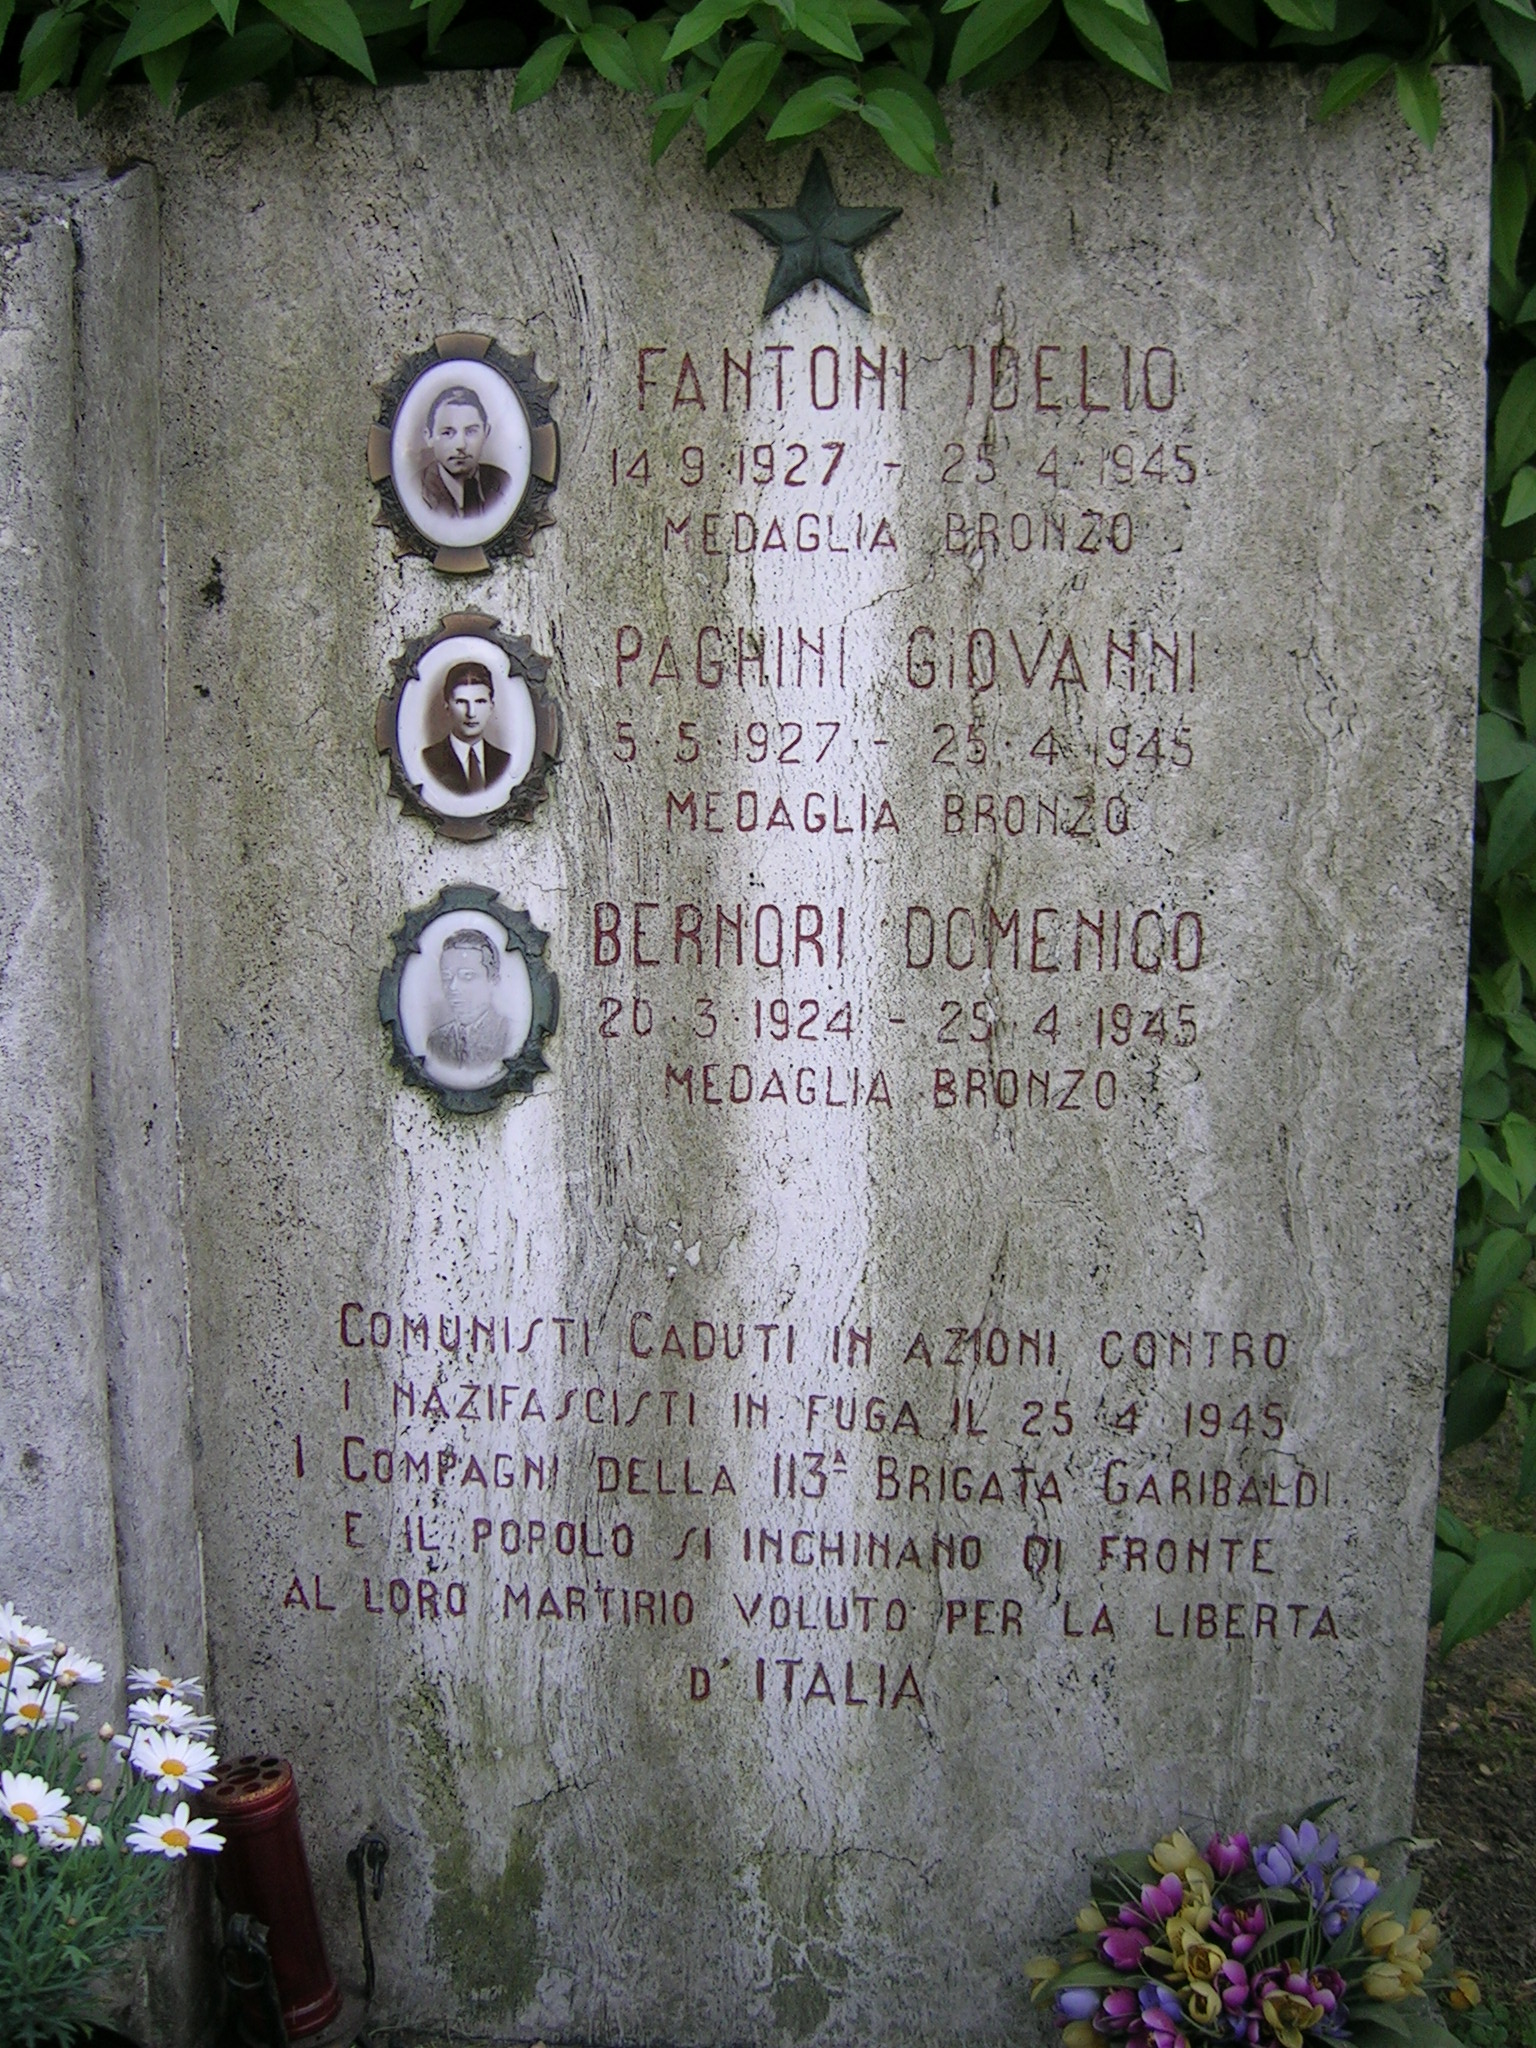 FANTONI IDELIO
14 9 1927 - 25 4 1945
MEDAGLIA BRONZO
PAGHINI GiOVANNI
5 · 5 · 1927 - 25 · 4 · 1945
MEDAGLIA BRONZO
BERNORI DOMENICO
20 · 3 · 1924 - 25 · 4 · 1945
MEDAGLIA BRONZO
COMUNISTI CADUTI IN AZIONI CONTRO
I NAZIFASCISTI IN FUGA IL 25 · 4 · 1945
I COMPAGNI DELLA 113ᴬ BRIGATA GARIBALDI
E IL POPOLO SI INCHINANO DI FRONTE
AL LORO MARTIRIO VOLUTO PER LA LIBERTA
D'ITALIA